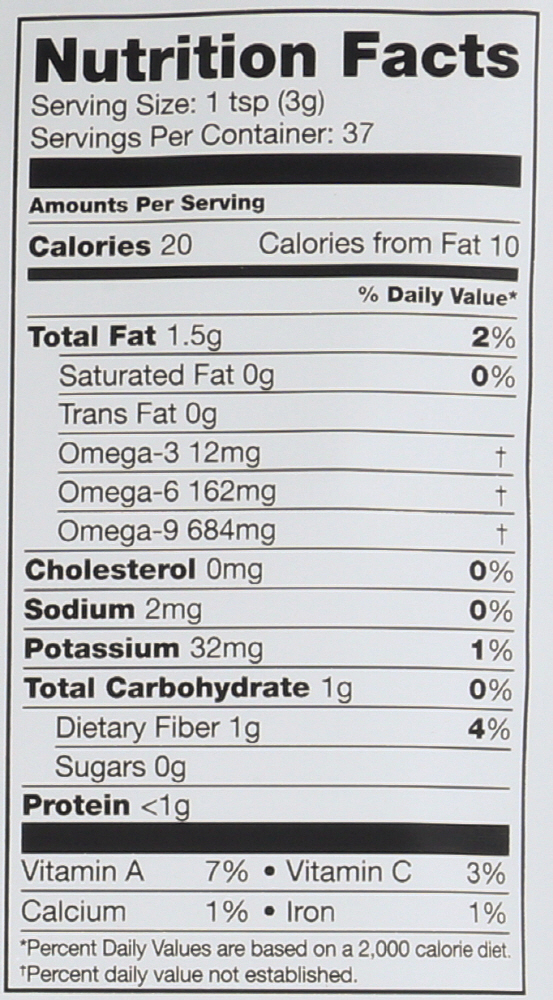 Nutrition Facts
Serving Size: 1 tsp (3g)
Servings Per Container: 37
Amounts Per Serving
Calories 20 Calories from Fat 10
% Daily Value*
Total Fat 1.5g 2%
Saturated Fat 0g 0%
Trans Fat 0g
Omega-3 12mg †
Omega-6 162mg †
Omega-9 684mg †
Cholesterol 0mg 0%
Sodium 2mg 0%
Potassium 32mg 1%
Total Carbohydrate 1g 0%
Dietary Fiber 1g 4%
Sugars 0g
Protein <1g
Vitamin A 7% • Vitamin C 3%
Calcium 1% • Iron 1%
*Percent Daily Values are based on a 2,000 calorie diet.
†Percent daily value not established.